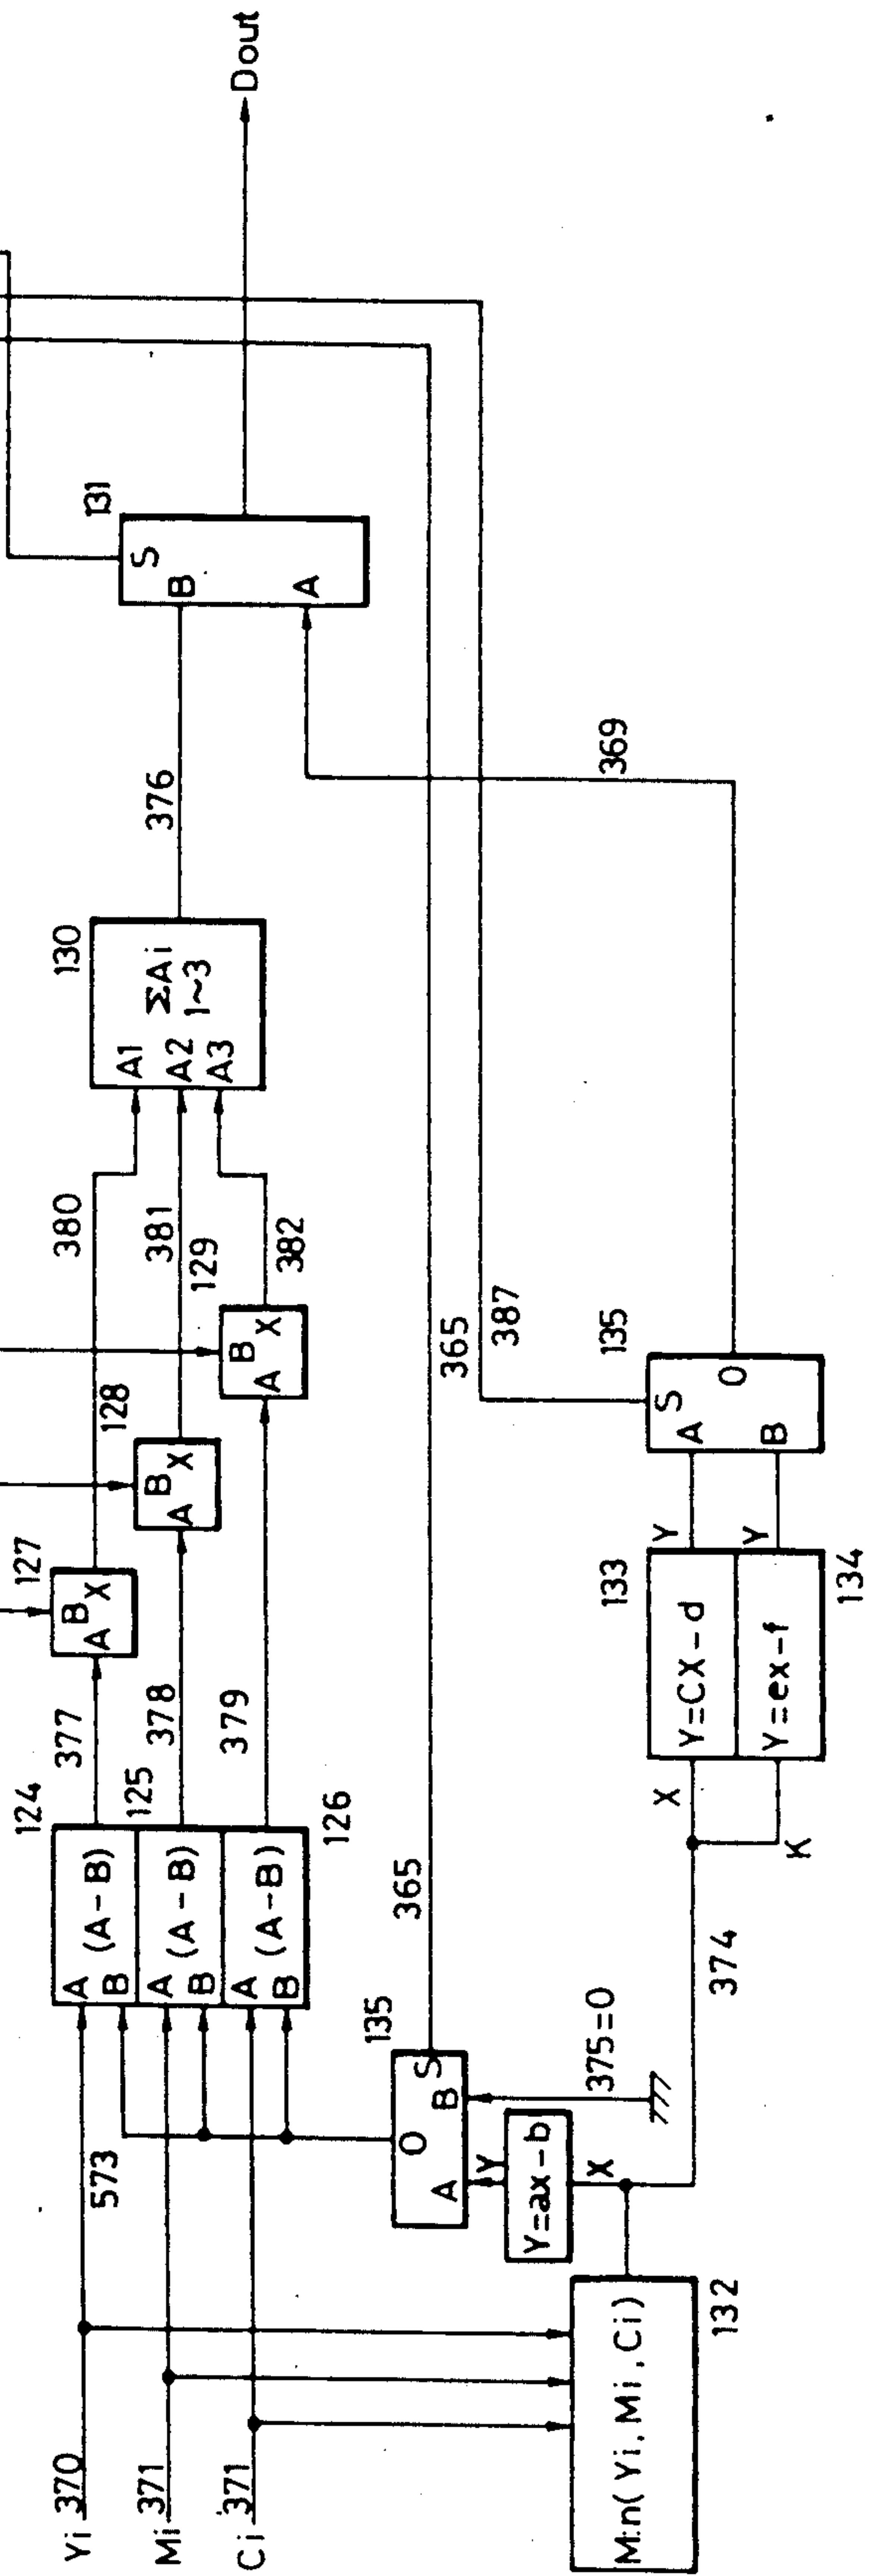 Yi 370
Mi 371
Ci 371
573
124
A (A-B)
B
125
A (A-B)
B
126
A (A-B)
B
377
378
379
127
A B X
128
A B X
129
A B X
380
381
382
130
A1
A2
A3
ΣAi
1~3
376
131
S
B
A
Dout
M:n( Yi, Mi, Ci)
132
X
Y=ax-b
Y
135
A
B
O
S
375=0
365
365
387
374
X
K
133
Y=CX-d
Y=ex-f
134
Y
Y
135
S
A
B
O
369